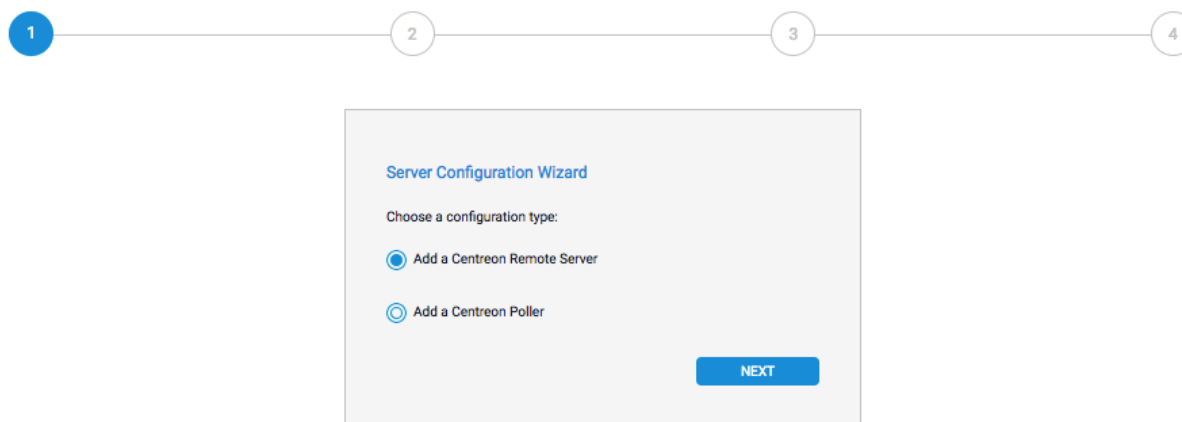 1
2
3
4
Server Configuration Wizard
Choose a configuration type:
Add a Centreon Remote Server
Add a Centreon Poller
NEXT